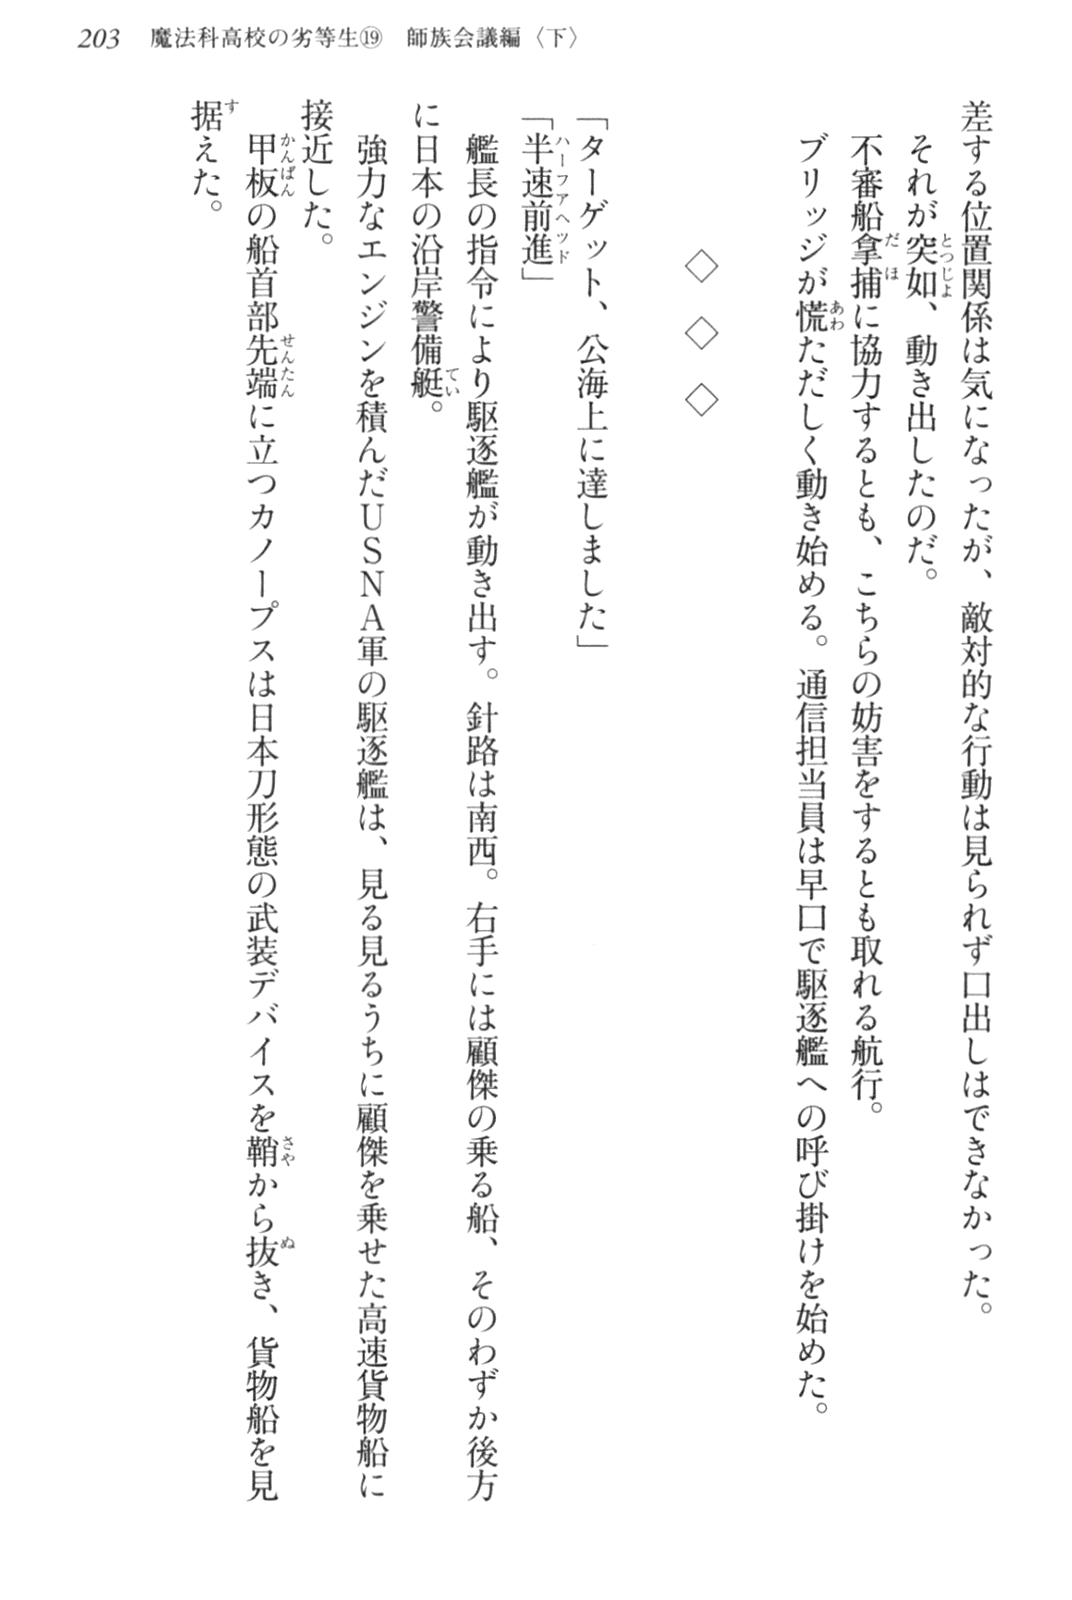 203　魔法科高校の劣等生⑲　師族会議編〈下〉
差する位置関係は気になったが、敵対的な行動は見られず口出しはできなかった。
それが突如、動き出したのだ。
不審船拿捕に協力するとも、こちらの妨害をするとも取れる航行。
ブリッジが慌ただしく動き始める。通信担当員は早口で駆逐艦への呼び掛けを始めた。
◇　◇　◇
「ターゲット、公海上に達しました」
「半速前進」
艦長の指令により駆逐艦が動き出す。針路は南西。右手には顧傑の乗る船、そのわずか後方
に日本の沿岸警備艇。
強力なエンジンを積んだＵＳＮＡ軍の駆逐艦は、見る見るうちに顧傑を乗せた高速貨物船に
接近した。
甲板の船首部先端に立つカノープスは日本刀形態の武装デバイスを鞘から抜き、貨物船を見
据えた。